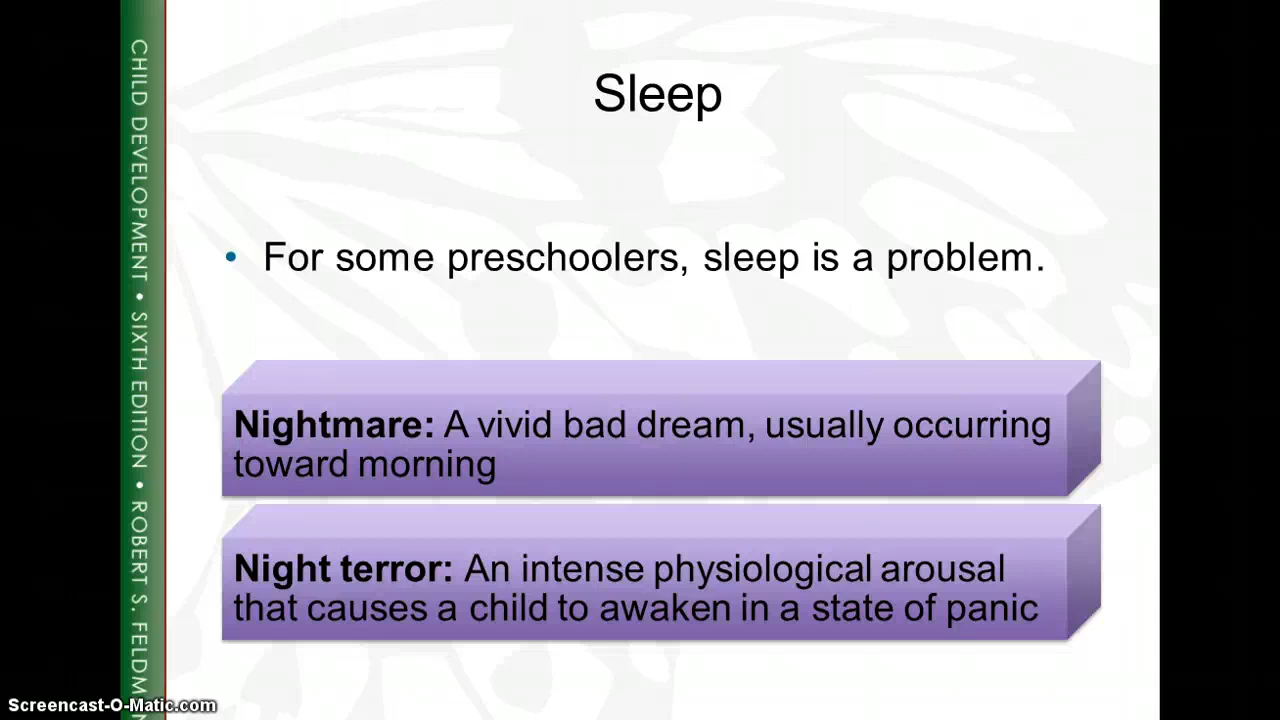 Sleep
• For some preschoolers, sleep is a problem.
Nightmare: A vivid bad dream, usually occurring
toward morning
Night terror: An intense physiological arousal
that causes a child to awaken in a state of panic
CHILD DEVELOPMENT • SIXTH EDITION • ROBERT S. FELDM
Screencast-O-Matic.com